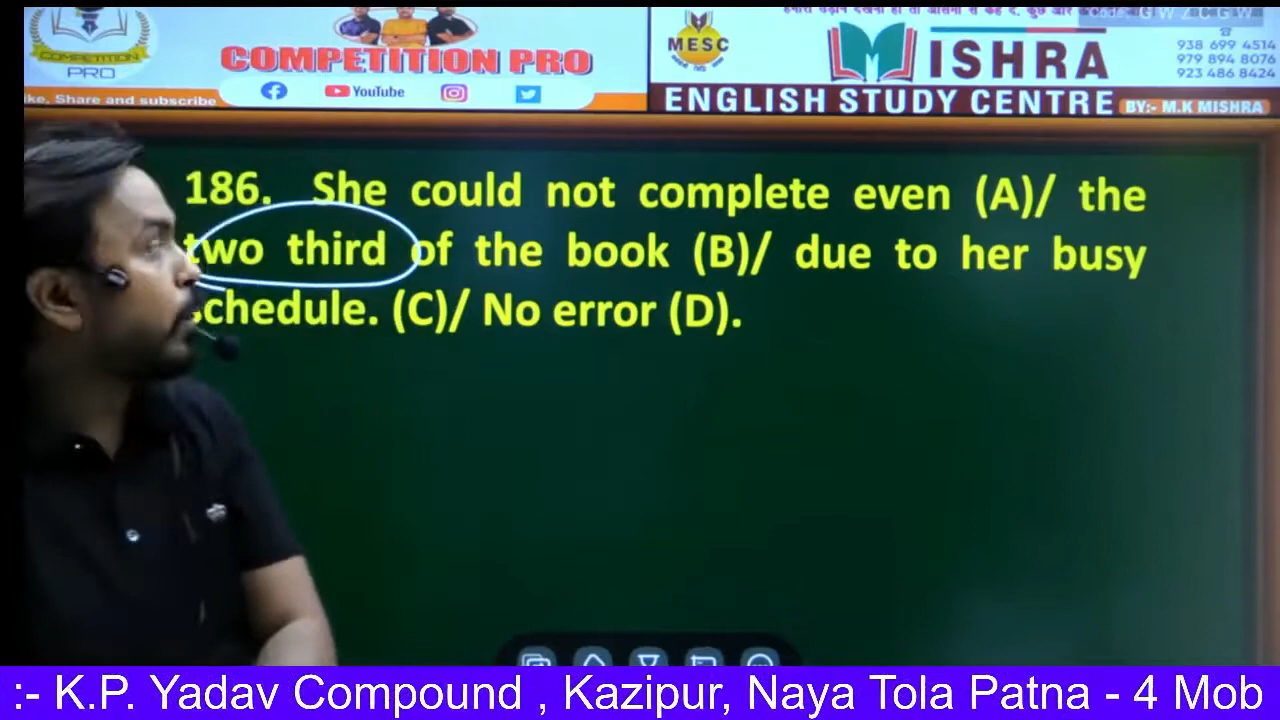 COMPETITION
PRO
ke, Share and subscribe
COMPETITION PRO
YouTube
MESC
ISHRA
938 699 4514
979 894 8076
923 486 8424
ENGLISH STUDY CENTRE
BY:- M.K MISHRA
186. She could not complete even (A)/ the
two third of the book (B)/ due to her busy
schedule. (C)/ No error (D).
:- K.P. Yadav Compound , Kazipur, Naya Tola Patna - 4 Mob